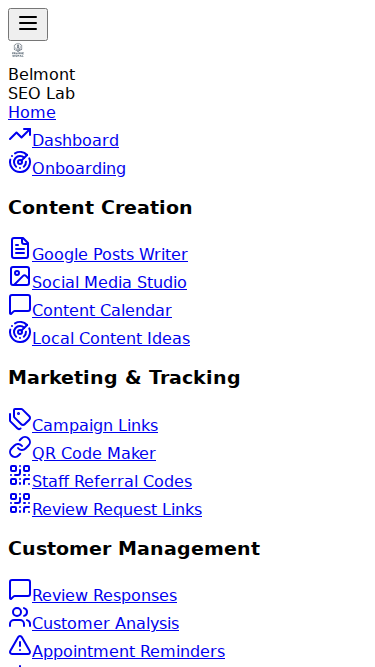 Belmont
SEO Lab
Home
Dashboard
Onboarding
Content Creation
Google Posts Writer
Social Media Studio
Content Calendar
Local Content Ideas
Marketing & Tracking
Campaign Links
QR Code Maker
Staff Referral Codes
Review Request Links
Customer Management
Review Responses
Customer Analysis
Appointment Reminders